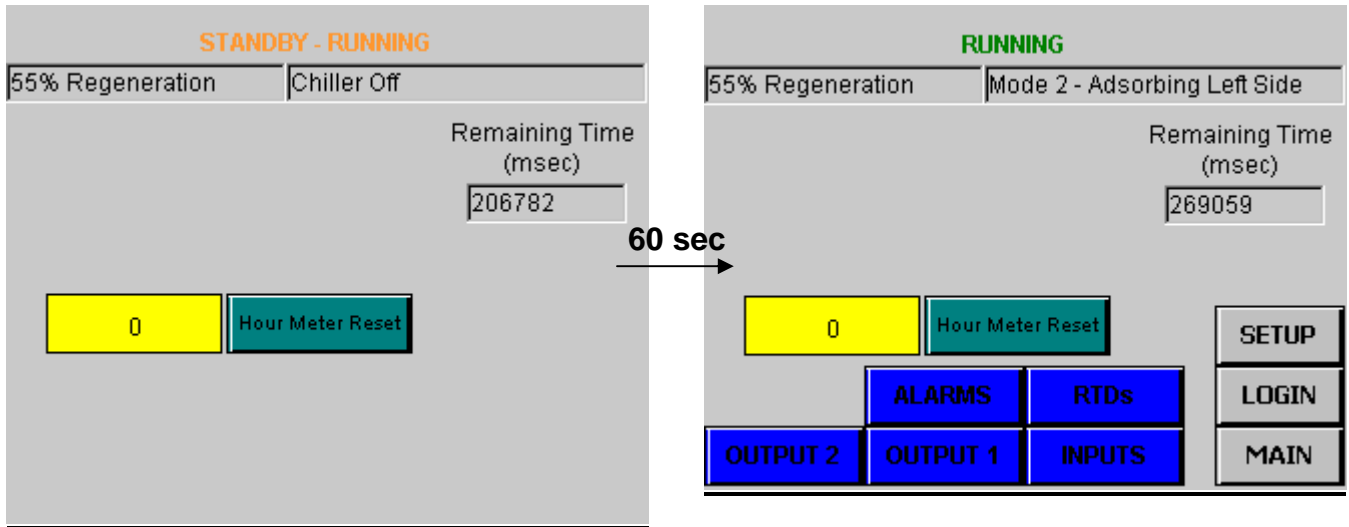 STANDBY - RUNNING
55% Regeneration
Chiller Off
Remaining Time
(msec)
206782
0
Hour Meter Reset
60 sec
RUNNING
55% Regeneration
Mode 2 - Adsorbing Left Side
Remaining Time
(msec)
269059
0
Hour Meter Reset
SETUP
ALARMS
RTDs
LOGIN
OUTPUT 2
OUTPUT 1
INPUTS
MAIN